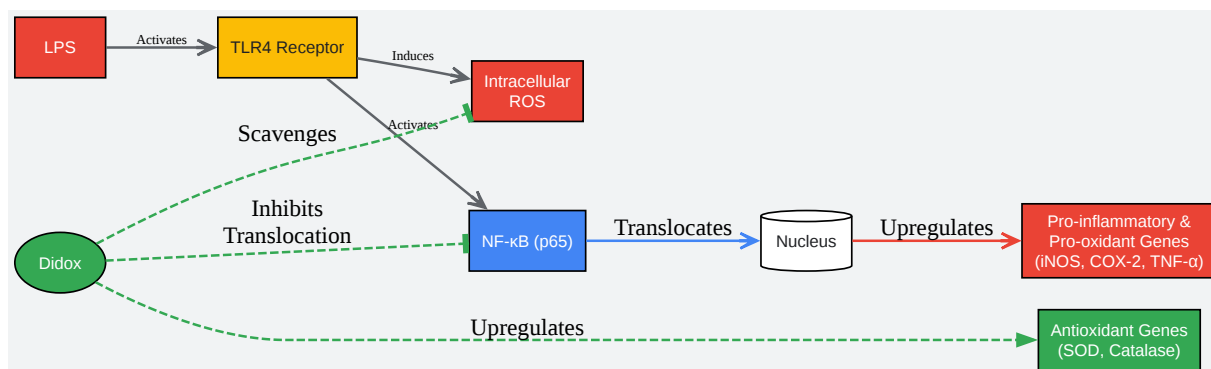 LPS
Activates
TLR4 Receptor
Induces
Intracellular
ROS
Activates
Scavenges
Inhibits
Translocation
Didox
NF-κB (p65)
Translocates
Nucleus
Upregulates
Pro-inflammatory &
Pro-oxidant Genes
(iNOS, COX-2, TNF-α)
Upregulates
Antioxidant Genes
(SOD, Catalase)